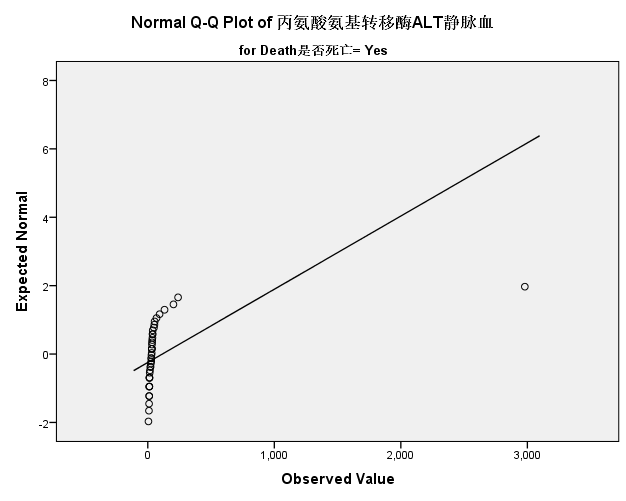 Normal Q-Q Plot of 丙氨酸氨基转移酶ALT静脉血
for Death是否死亡= Yes
Expected Normal
8
6
4
2
0
-2
0 1,000 2,000 3,000
Observed Value